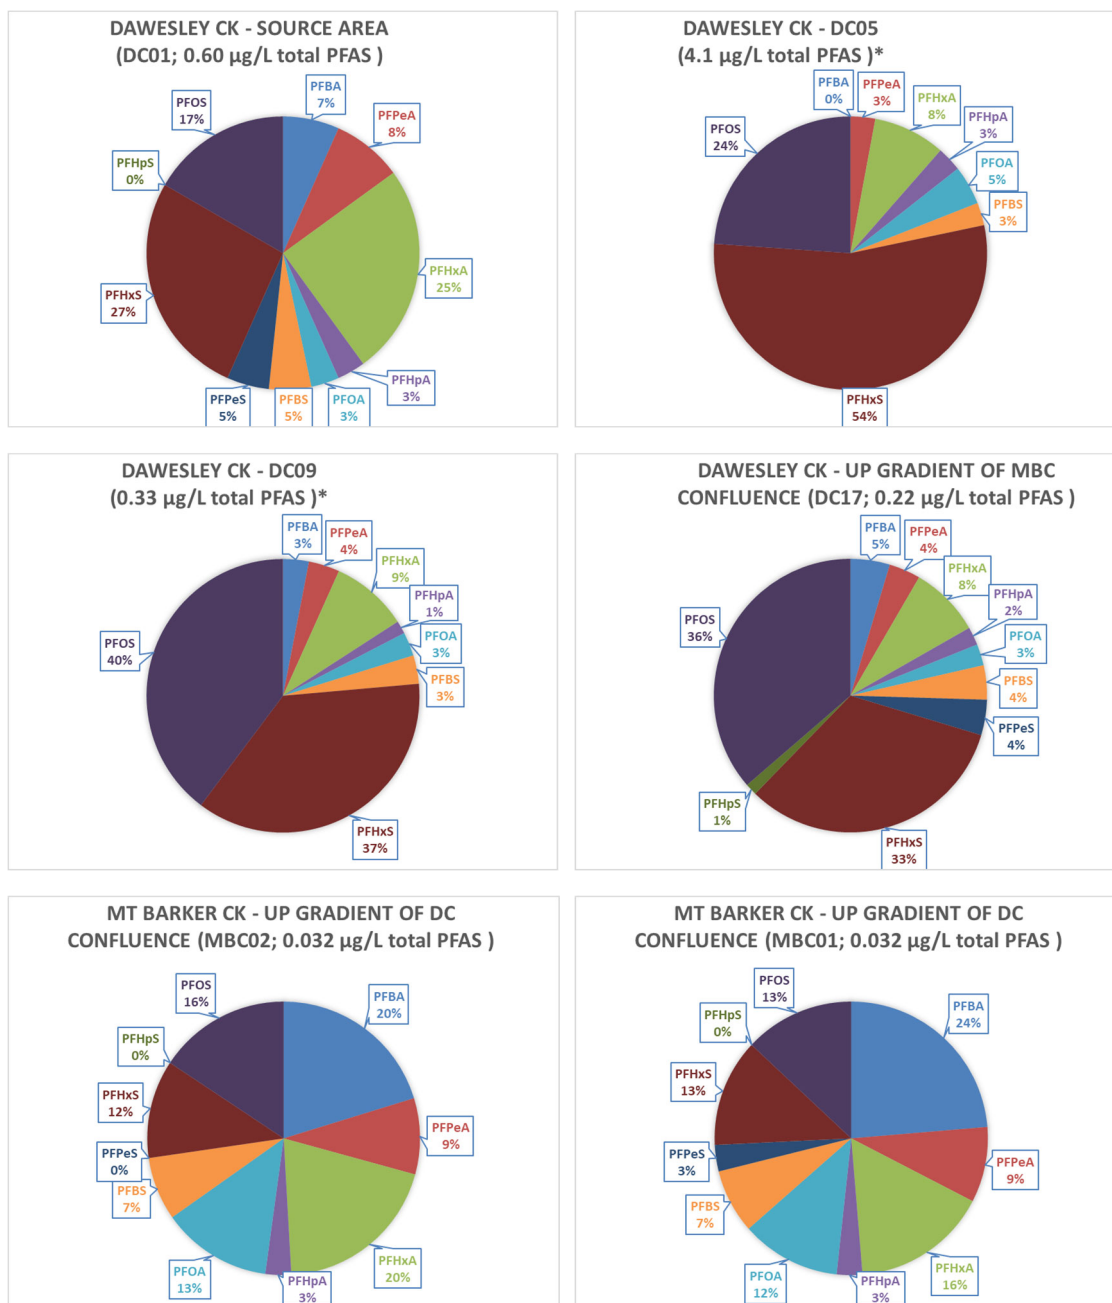 DAWESLEY CK - SOURCE AREA
(DC01; 0.60 µg/L total PFAS )
PFBA
7%
PFPeA
8%
PFHxA
25%
PFHpA
3%
PFOA
3%
PFBS
5%
PFPeS
5%
PFHxS
27%
PFHpS
0%
PFOS
17%
DAWESLEY CK - DC05
(4.1 µg/L total PFAS )*
PFBA
0%
PFPeA
3%
PFHxA
8%
PFHpA
3%
PFOA
5%
PFBS
3%
PFHxS
54%
PFOS
24%
DAWESLEY CK - DC09
(0.33 µg/L total PFAS )*
PFBA
3%
PFPeA
4%
PFHxA
9%
PFHpA
1%
PFOA
3%
PFBS
3%
PFHxS
37%
PFOS
40%
DAWESLEY CK - UP GRADIENT OF MBC
CONFLUENCE (DC17; 0.22 µg/L total PFAS )
PFBA
5%
PFPeA
4%
PFHxA
8%
PFHpA
2%
PFOA
3%
PFBS
4%
PFPeS
4%
PFHxS
33%
PFHpS
1%
PFOS
36%
MT BARKER CK - UP GRADIENT OF DC
CONFLUENCE (MBC02; 0.032 µg/L total PFAS )
PFBA
20%
PFPeA
9%
PFHxA
20%
PFHpA
3%
PFOA
13%
PFBS
7%
PFPeS
0%
PFHxS
12%
PFHpS
0%
PFOS
16%
MT BARKER CK - UP GRADIENT OF DC
CONFLUENCE (MBC01; 0.032 µg/L total PFAS )
PFBA
24%
PFPeA
9%
PFHxA
16%
PFHpA
3%
PFOA
12%
PFBS
7%
PFPeS
3%
PFHxS
13%
PFHpS
0%
PFOS
13%